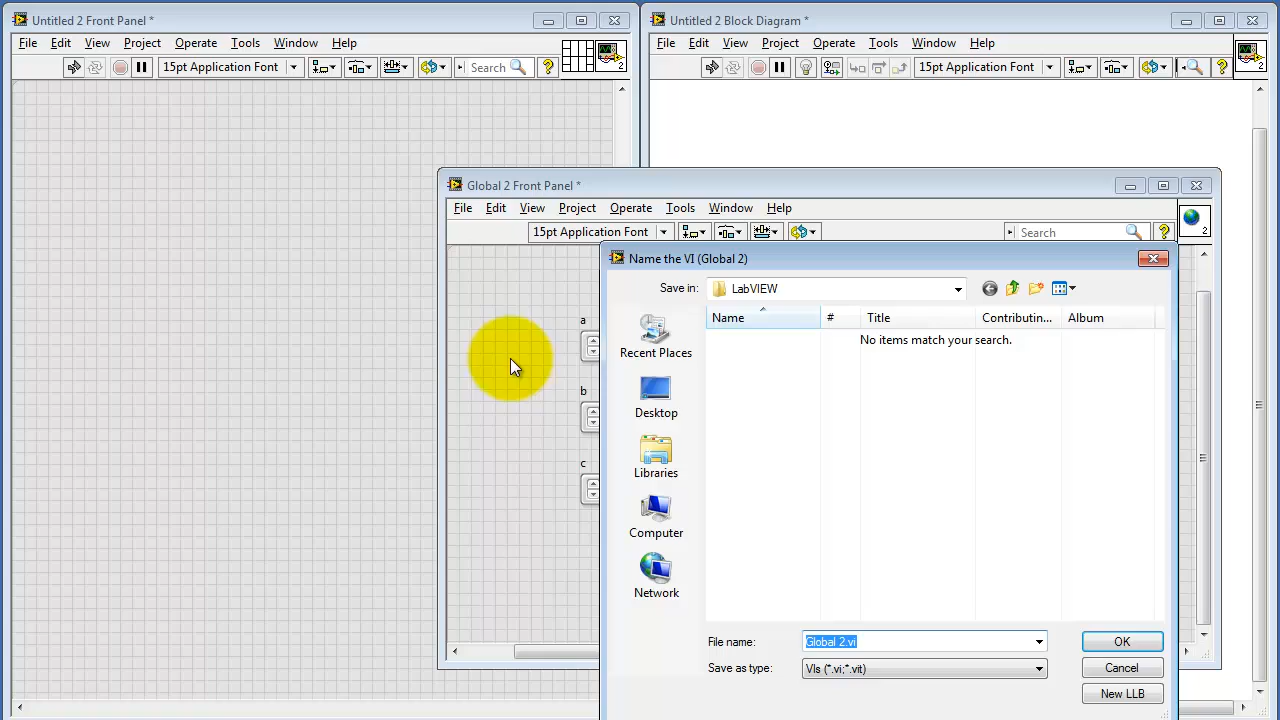 Untitled 2 Front Panel *
File Edit View Project Operate Tools Window Help
15pt Application Font
Search
2
Untitled 2 Block Diagram *
File Edit View Project Operate Tools Window Help
15pt Application Font
2
Global 2 Front Panel *
File Edit View Project Operate Tools Window Help
15pt Application Font
Search
2
a
b
c
Name the VI (Global 2)
Save in: LabVIEW
Name # Title Contributin... Album
No items match your search.
Recent Places
Desktop
Libraries
Computer
Network
File name: Global 2.vi OK
Save as type: VIs (*.vi;*.vit) Cancel
New LLB